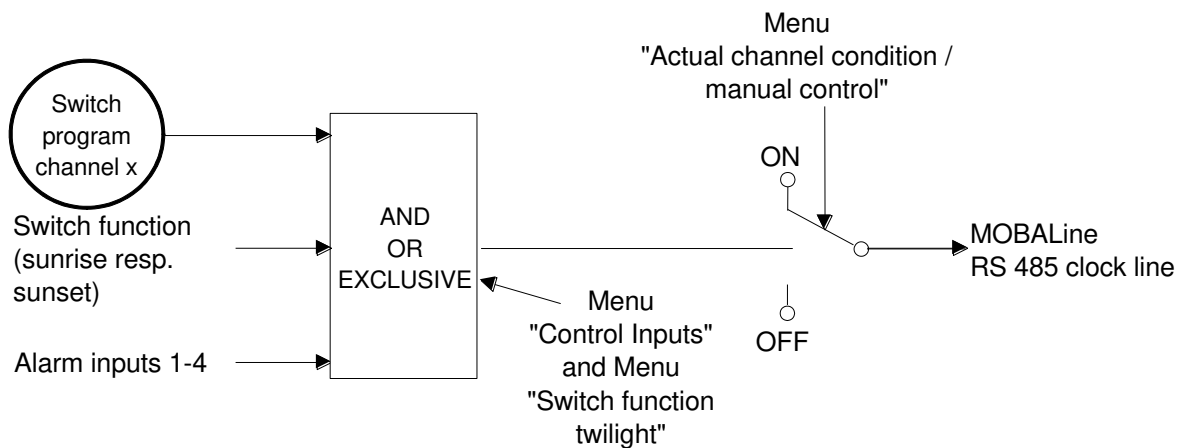 Menu
"Actual channel condition /
manual control"
Switch
program
channel x
ON
AND
OR
EXCLUSIVE
Switch function
(sunrise resp.
sunset)
MOBALine
RS 485 clock line
Menu
"Control Inputs"
and Menu
"Switch function
twilight"
OFF
Alarm inputs 1-4